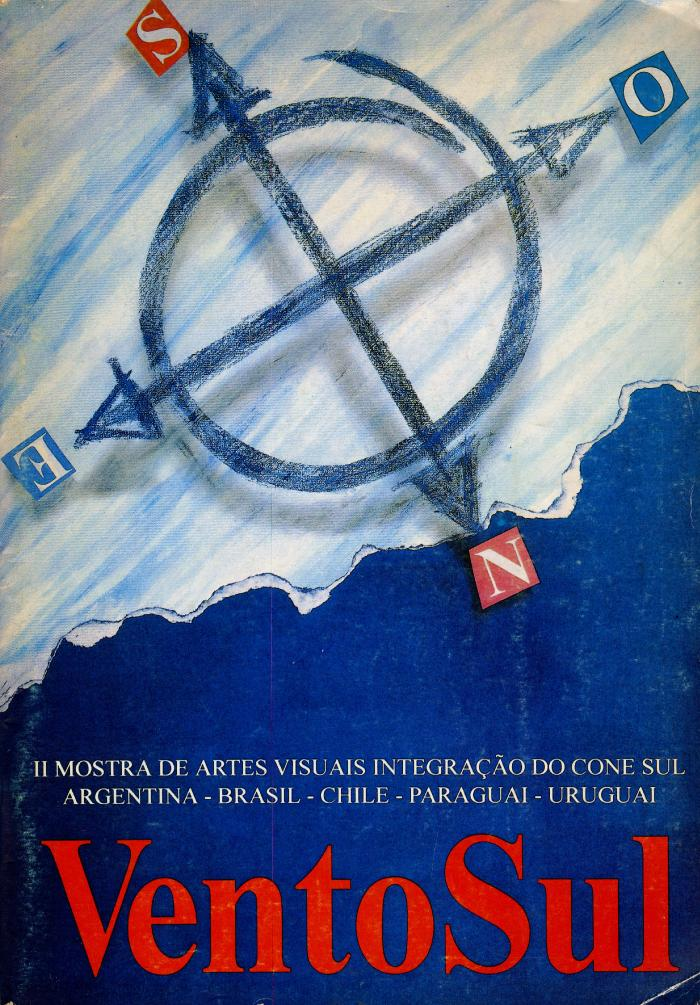 S
O
E
N
II MOSTRA DE ARTES VISUAIS INTEGRAÇÃO DO CONE SUL
ARGENTINA - BRASIL - CHILE - PARAGUAI - URUGUAI
VentoSul